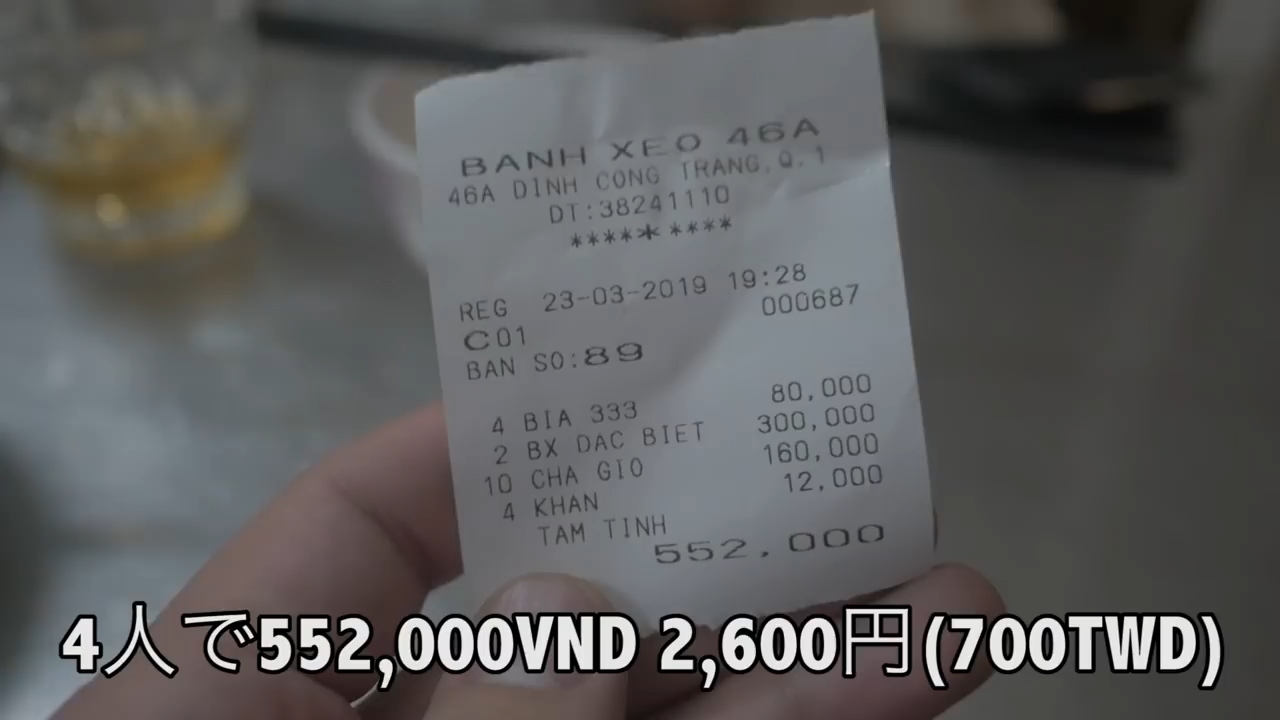 BANH XEO 46A
46A DINH CONG TRANG,Q.1
DT:38241110
*********
REG 23-03-2019 19:28
C01 000687
BAN SO:89
4 BIA 333 80,000
2 BX DAC BIET 300,000
10 CHA GIO 160,000
4 KHAN 12,000
TAM TINH
552.000
4人で552,000VND 2,600円(700TWD)